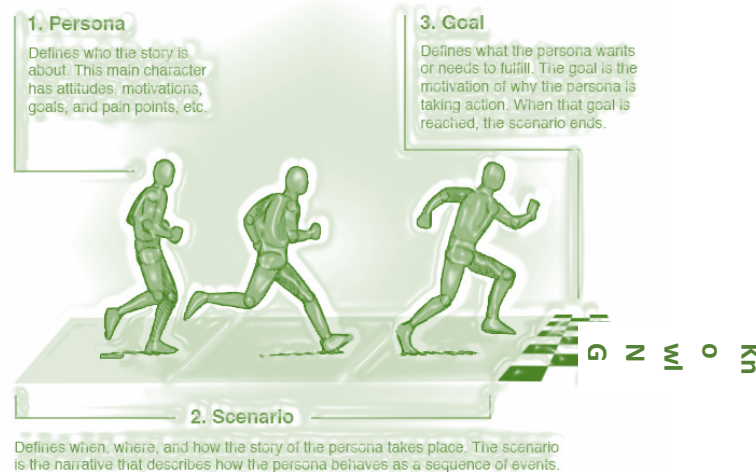 1. Persona
Defines who the story is
about. This main character
has attitudes, motivations,
goals, and pain points, etc.
3. Goal
Defines what the persona wants
or needs to fulfill. The goal is the
motivation of why the persona is
taking action. When that goal is
reached, the scenario ends.
Kn
o
wl
N
G
2. Scenario
Defines when, where, and how the story of the persona takes place. The scenario
is the narrative that describes how the persona behaves as a sequence of events.